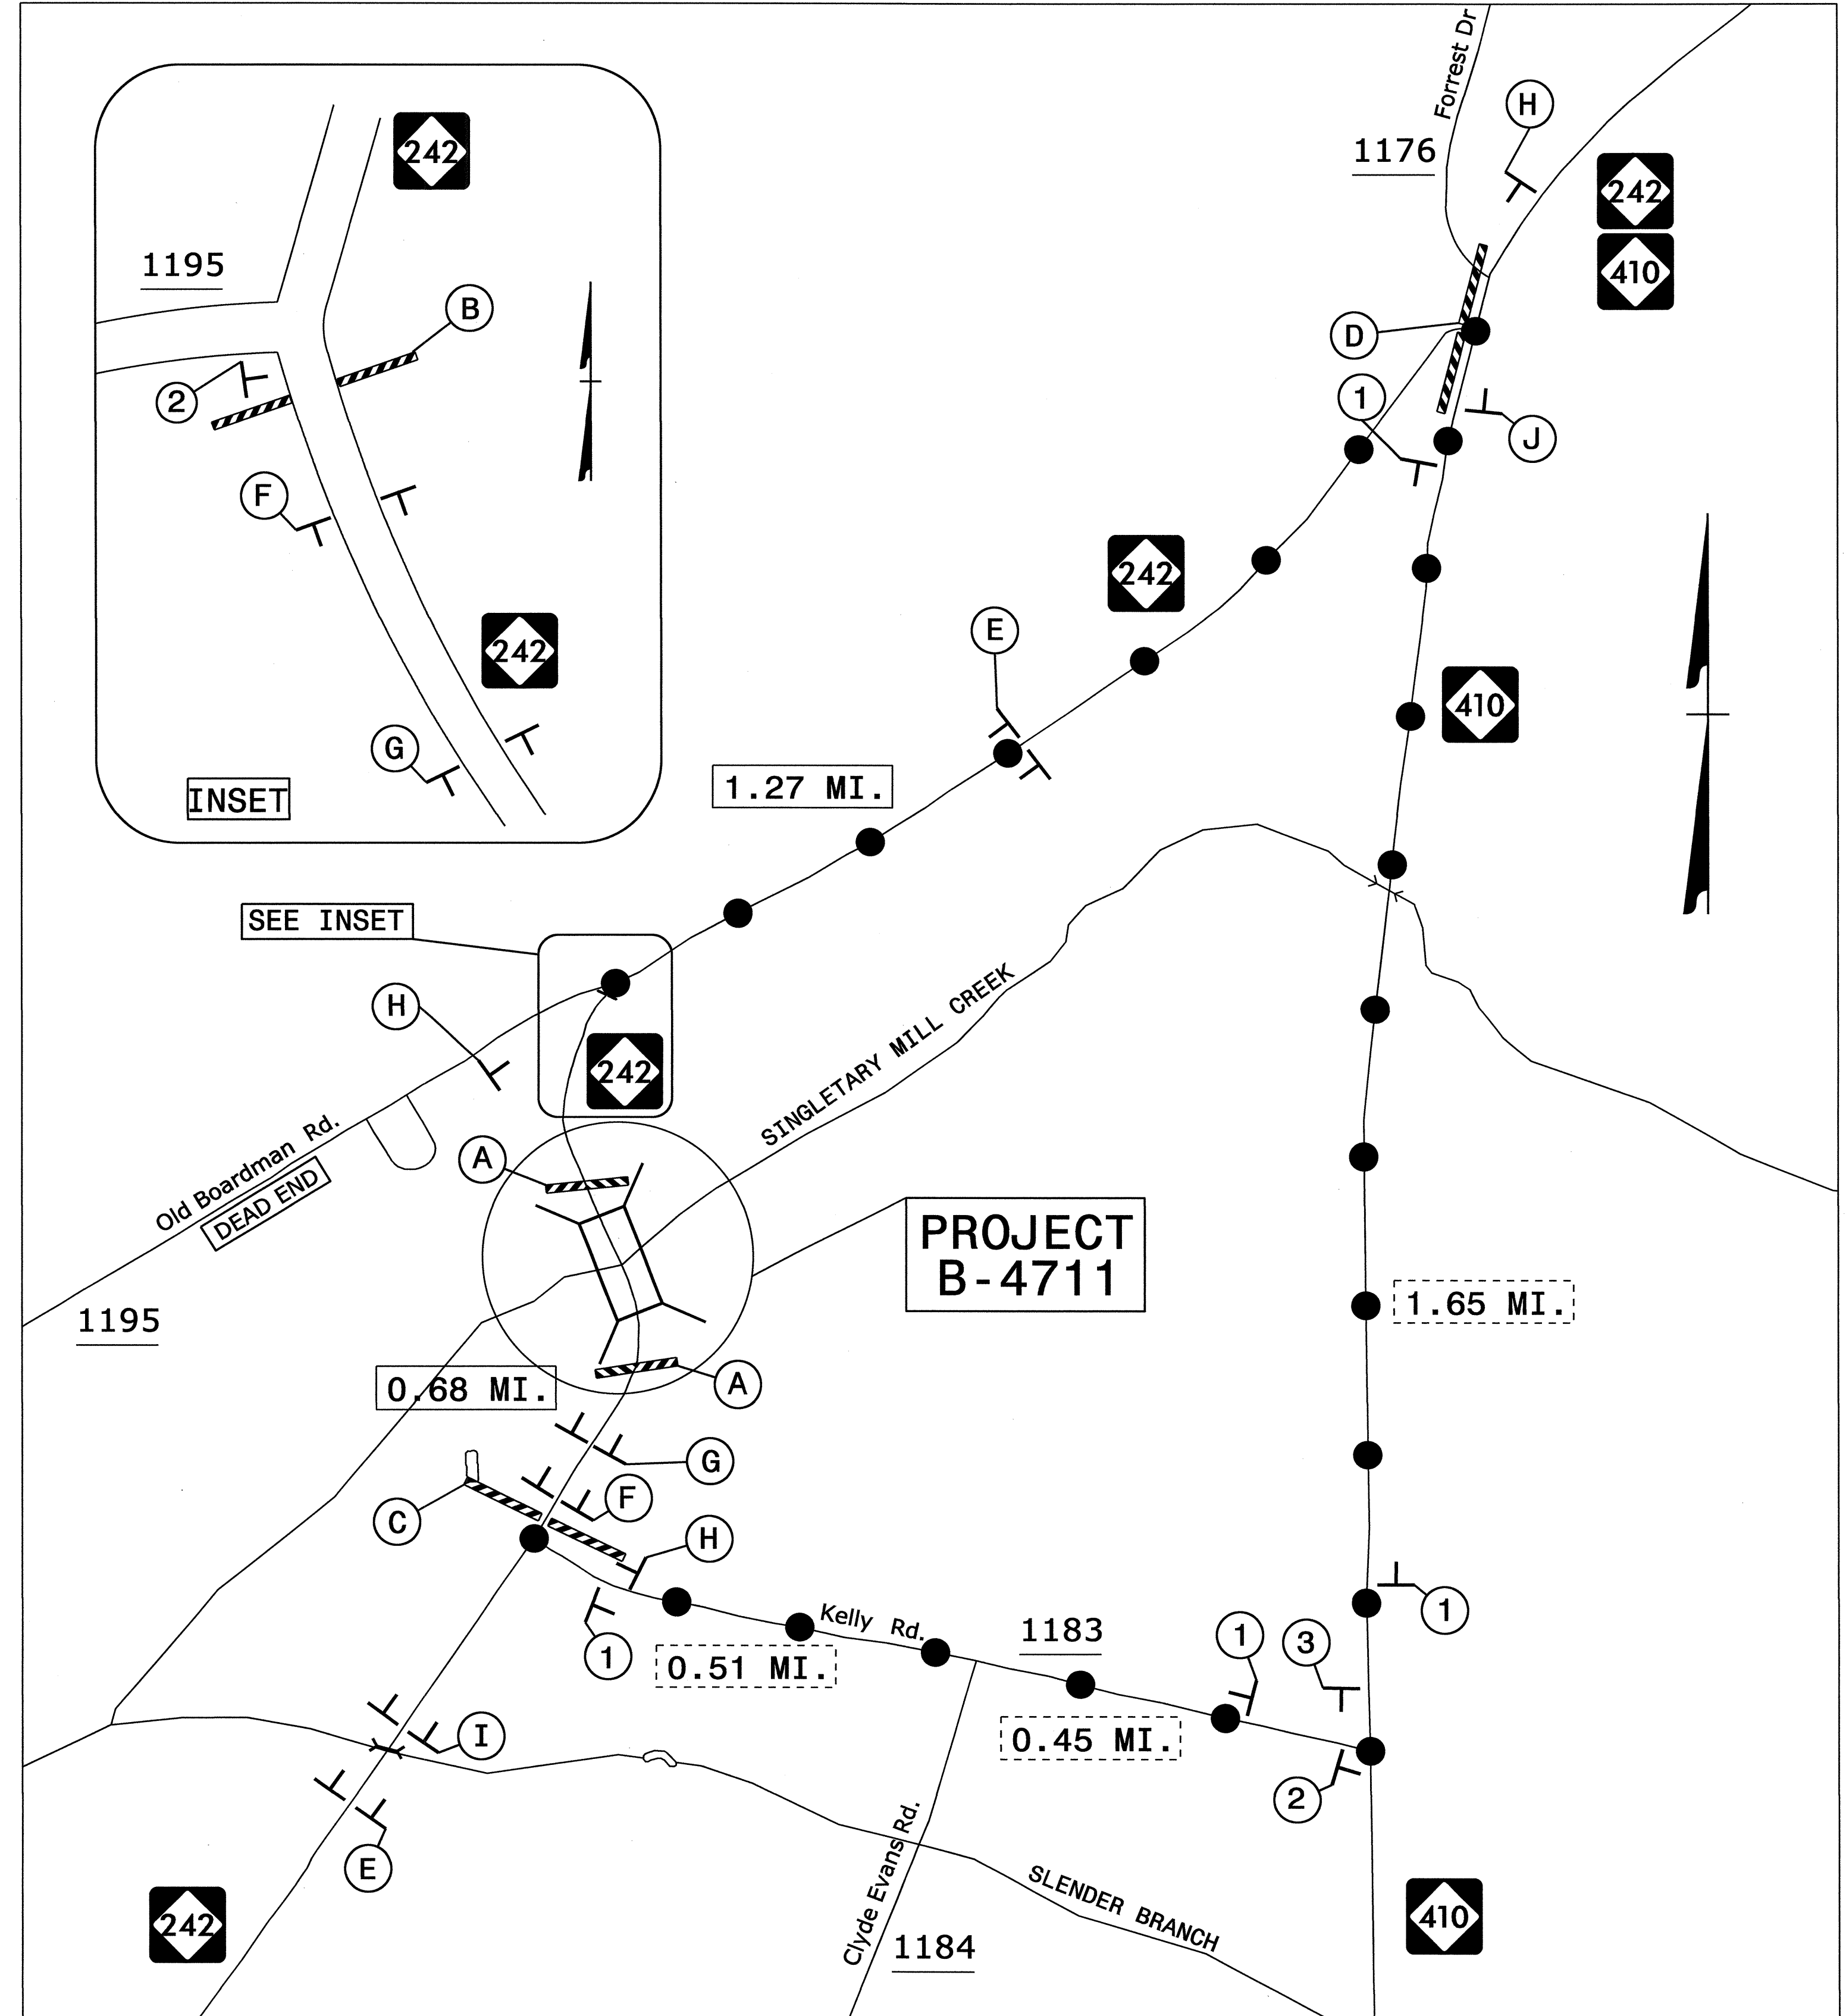 Forrest Dr
H
1176
242
242
410
1195
B
2
F
242
G
INSET
D
1
J
242
E
410
1.27 MI.
SEE INSET
H
242
SINGLETARY MILL CREEK
Old Boardman Rd.
DEAD END
A
PROJECT
B-4711
1195
1.65 MI.
0.68 MI.
A
G
F
C
H
1
Kelly Rd.
1183
0.51 MI.
1
3
1
0.45 MI.
2
I
E
242
Clyde Evans Rd.
1184
SLENDER BRANCH
410